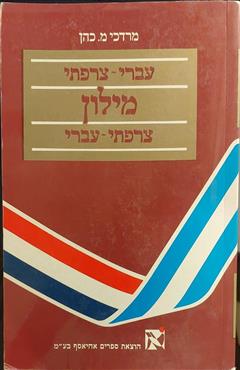 מרדכי מ. כהן
עברי-צרפתי
מילון
צרפתי-עברי
הוצאת ספרים אחיאסף בע"מ